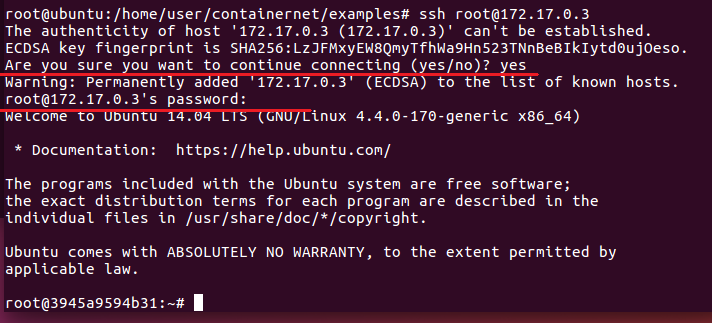 root@ubuntu:/home/user/containernet/examples# ssh root@172.17.0.3
The authenticity of host '172.17.0.3 (172.17.0.3)' can't be established.
ECDSA key fingerprint is SHA256:LzJFMxyEW8QmyTfhWa9Hn523TNnBeBIkIytd0ujOeso.
Are you sure you want to continue connecting (yes/no)? yes
Warning: Permanently added '172.17.0.3' (ECDSA) to the list of known hosts.
root@172.17.0.3's password:
Welcome to Ubuntu 14.04 LTS (GNU/Linux 4.4.0-170-generic x86_64)
* Documentation:  https://help.ubuntu.com/
The programs included with the Ubuntu system are free software;
the exact distribution terms for each program are described in the
individual files in /usr/share/doc/*/copyright.
Ubuntu comes with ABSOLUTELY NO WARRANTY, to the extent permitted by
applicable law.
root@3945a9594b31:~#